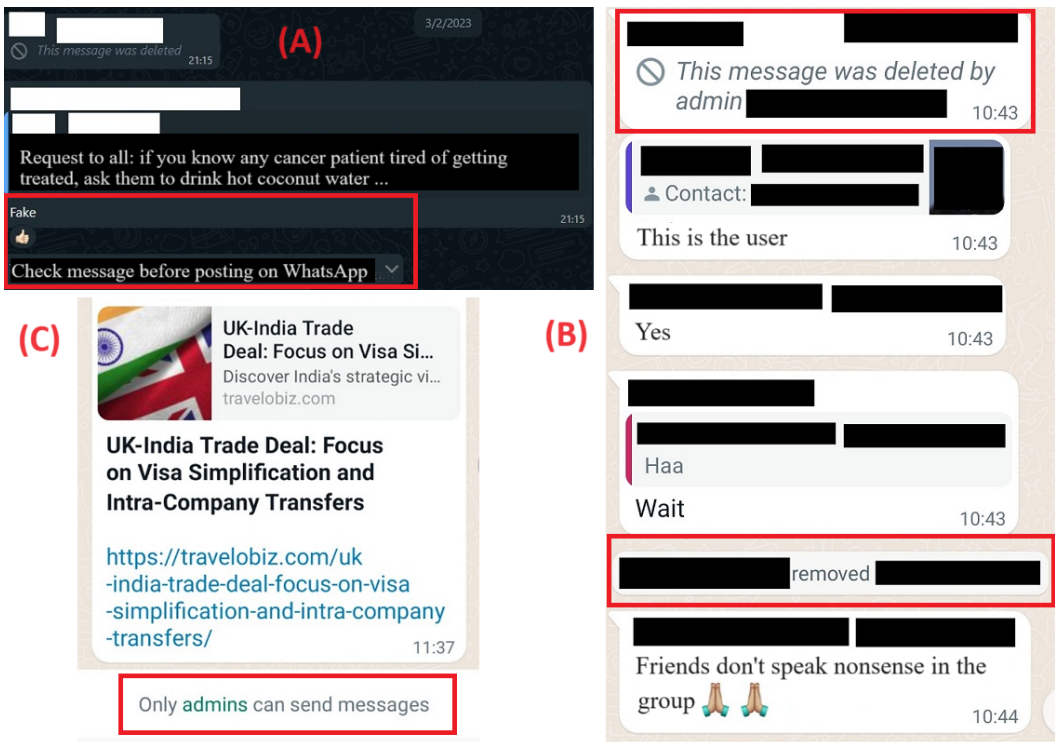 (A)
3/2/2023
This message was deleted
21:15
Request to all: if you know any cancer patient tired of getting
treated, ask them to drink hot coconut water ...
Fake
21:15
Check message before posting on WhatsApp
(C)
UK-India Trade
Deal: Focus on Visa Si...
Discover India's strategic vi...
travelobiz.com
UK-India Trade Deal: Focus
on Visa Simplification and
Intra-Company Transfers
https://travelobiz.com/uk
-india-trade-deal-focus-on-visa
-simplification-and-intra-company
-transfers/
11:37
Only admins can send messages
(B)
This message was deleted by
admin
10:43
Contact:
This is the user
10:43
Yes
10:43
Haa
Wait
10:43
removed
Friends don't speak nonsense in the
group 🙏🏼 🙏🏼
10:44